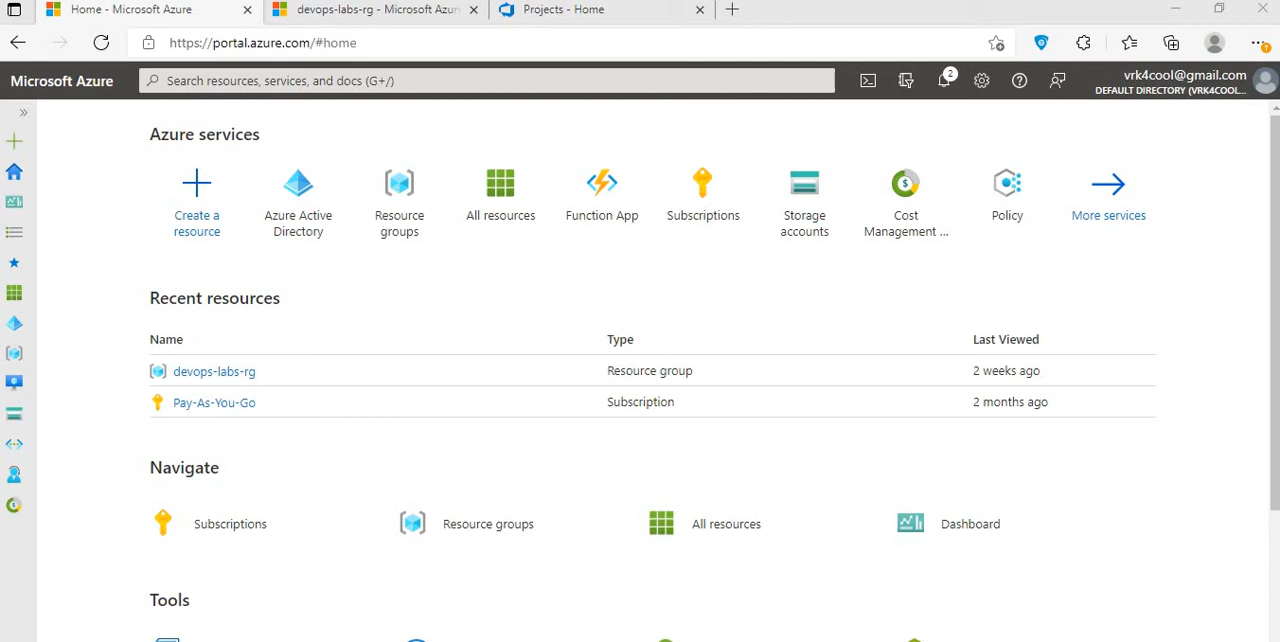 Home - Microsoft Azure
devops-labs-rg - Microsoft Azu
Projects - Home
https://portal.azure.com/#home
Microsoft Azure
Search resources, services, and docs (G+/)
2
vrk4cool@gmail.com
DEFAULT DIRECTORY (VRK4COOL...
Azure services
Create a resource
Azure Active Directory
Resource groups
All resources
Function App
Subscriptions
Storage accounts
Cost Management ...
Policy
More services
Recent resources
Name Type Last Viewed
devops-labs-rg Resource group 2 weeks ago
Pay-As-You-Go Subscription 2 months ago
Navigate
Subscriptions Resource groups All resources Dashboard
Tools